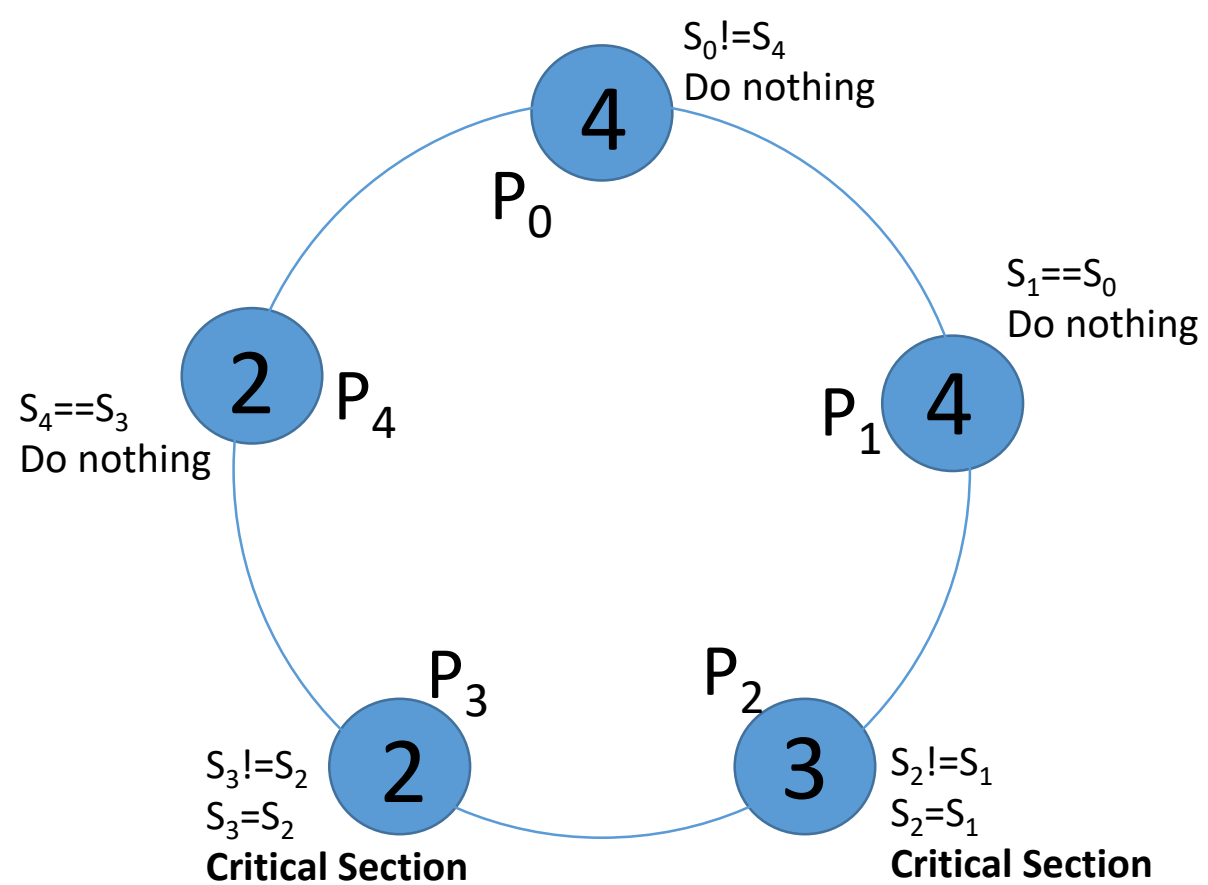 S₀!=S₄
Do nothing
4
P₀
S₁==S₀
Do nothing
2
P₄
P₁
4
S₄==S₃
Do nothing
P₃
P₂
2
3
S₃!=S₂
S₃=S₂
Critical Section
S₂!=S₁
S₂=S₁
Critical Section